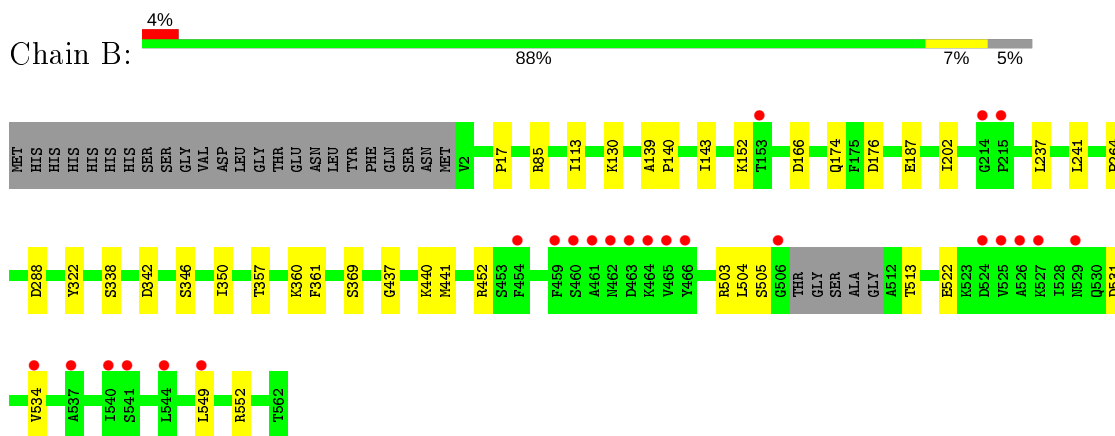 4%
Chain B:
88% 7% 5%
MET HIS HIS HIS HIS HIS HIS SER SER GLY VAL ASP LEU GLY THR GLU ASN LEU TYR PHE GLN SER ASN MET V2 P17 R85 I113 K130 A139 P140 I143 K152 T153 D166 Q174 F175 D176 E187 I202 G214 P215 L237 L241
D288 Y322 S338 D342 S346 I350 T357 K360 F361 S369 G437 K440 M441 R452 S453 F454 F459 S460 A461 N462 D463 K464 V465 Y466 R503 L504 S505 G506 THR GLY SER ALA GLY A512 T513 E522 K523 D524 V525 A526 K527 I528 N529 Q530 D531
V534 A537 I540 S541 L544 L549 R552 T562